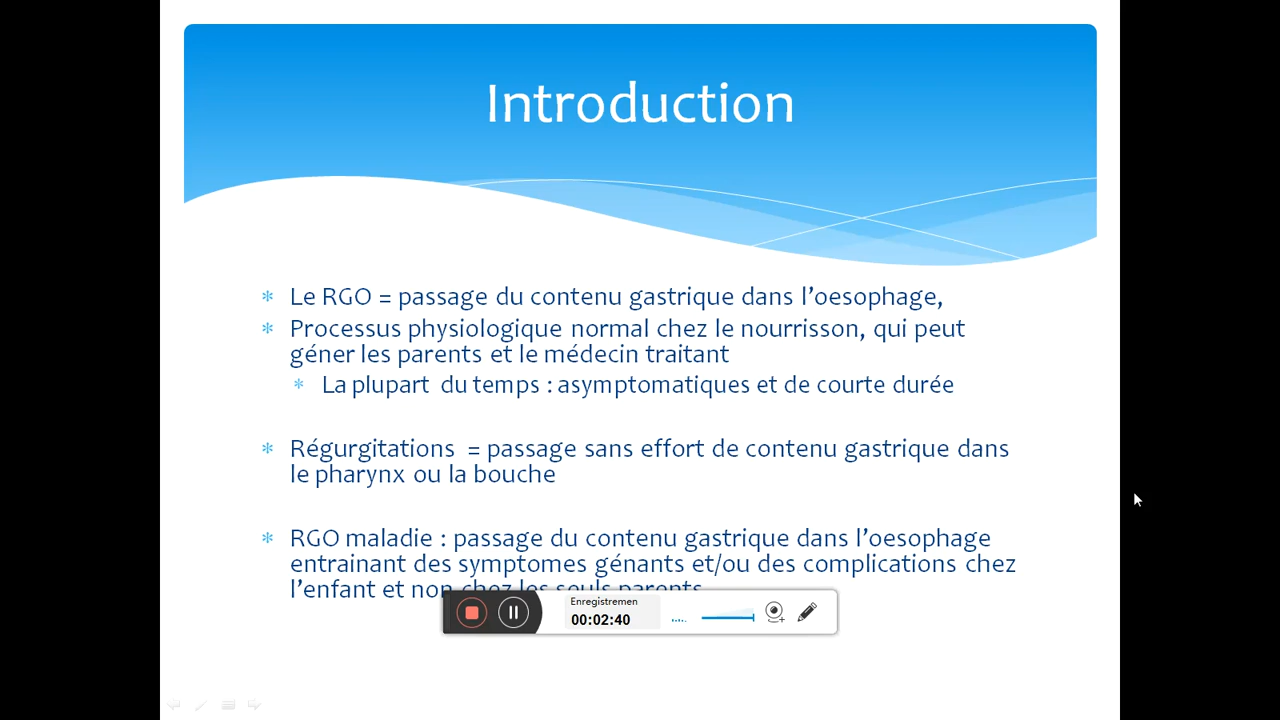 Introduction
Le RGO = passage du contenu gastrique dans l’oesophage,
Processus physiologique normal chez le nourrisson, qui peut
géner les parents et le médecin traitant
La plupart du temps : asymptomatiques et de courte durée
Régurgitations = passage sans effort de contenu gastrique dans
le pharynx ou la bouche
RGO maladie : passage du contenu gastrique dans l’oesophage
entrainant des symptomes génants et/ou des complications chez
l’enfant et non chez les seuls parents
Enregistremen
00:02:40